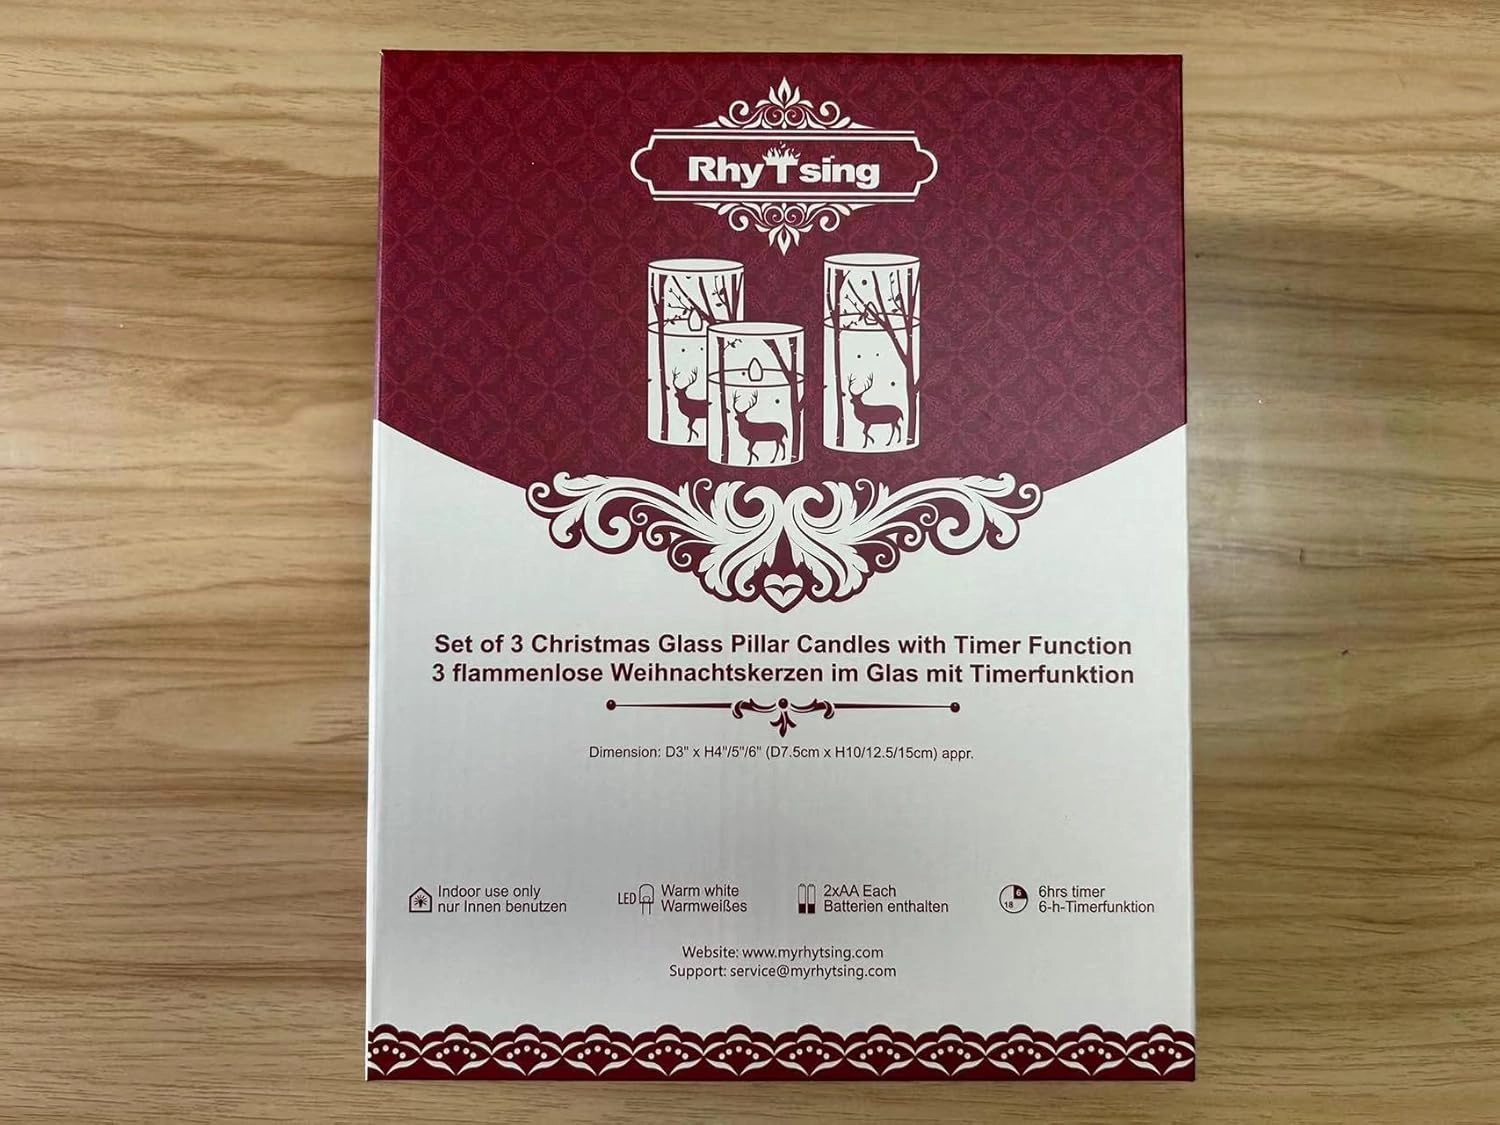 RhyTsing
Set of 3 Christmas Glass Pillar Candles with Timer Function
3 flammenlose Weihnachtskerzen im Glas mit Timerfunktion
Dimension: D3" x H4"/5"/6" (D7.5cm x H10/12.5/15cm) appr.
Indoor use only
nur Innen benutzen
LED
Warm white
Warmweißes
2xAA Each
Batterien enthalten
6
18
6hrs timer
6-h-Timerfunktion
Website: www.myrhytsing.com
Support: service@myrhytsing.com